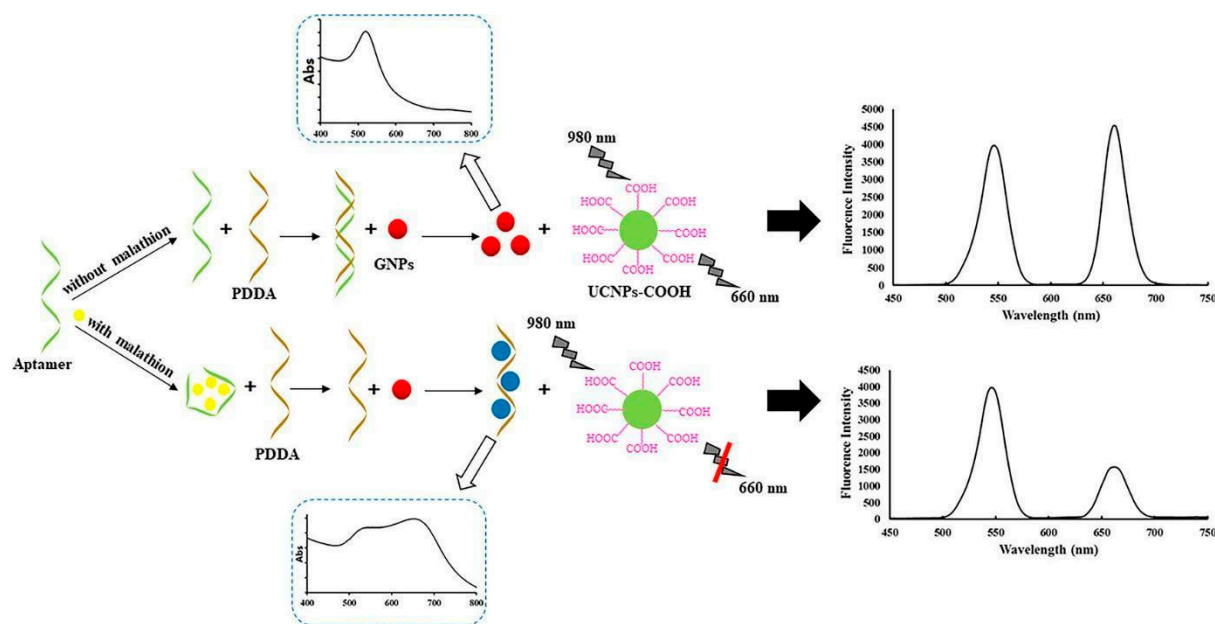 Abs
400 500 600 700 800
980 nm
COOH
HOOC COOH
HOOC COOH
HOOC COOH
COOH
UCNPs-COOH
660 nm
without malathion
+
PDDA
+
GNPs
+
Aptamer
with malathion
+
PDDA
+
+
980 nm
COOH
HOOC COOH
HOOC COOH
HOOC COOH
COOH
660 nm
Abs
400 500 600 700 800
Fluorence Intensity
5000
4500
4000
3500
3000
2500
2000
1500
1000
500
0
450 500 550 600 650 700 750
Wavelength (nm)
Fluorence Intensity
4500
4000
3500
3000
2500
2000
1500
1000
500
0
450 500 550 600 650 700 750
Wavelength (nm)